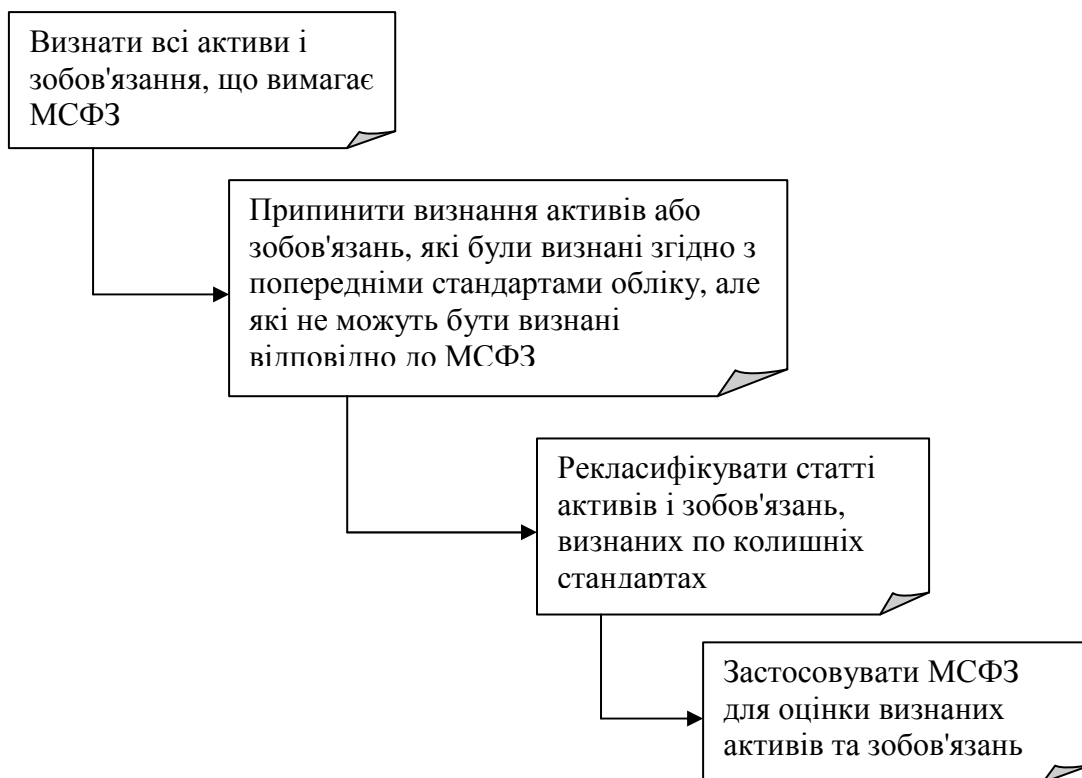 Визнати всі активи і
зобов'язання, що вимагає
МСФЗ
Припинити визнання активів або
зобов'язань, які були визнані згідно з
попередніми стандартами обліку, але
які не можуть бути визнані
відповідно до МСФЗ
Рекласифікувати статті
активів і зобов'язань,
визнаних по колишніх
стандартах
Застосовувати МСФЗ
для оцінки визнаних
активів та зобов'язань